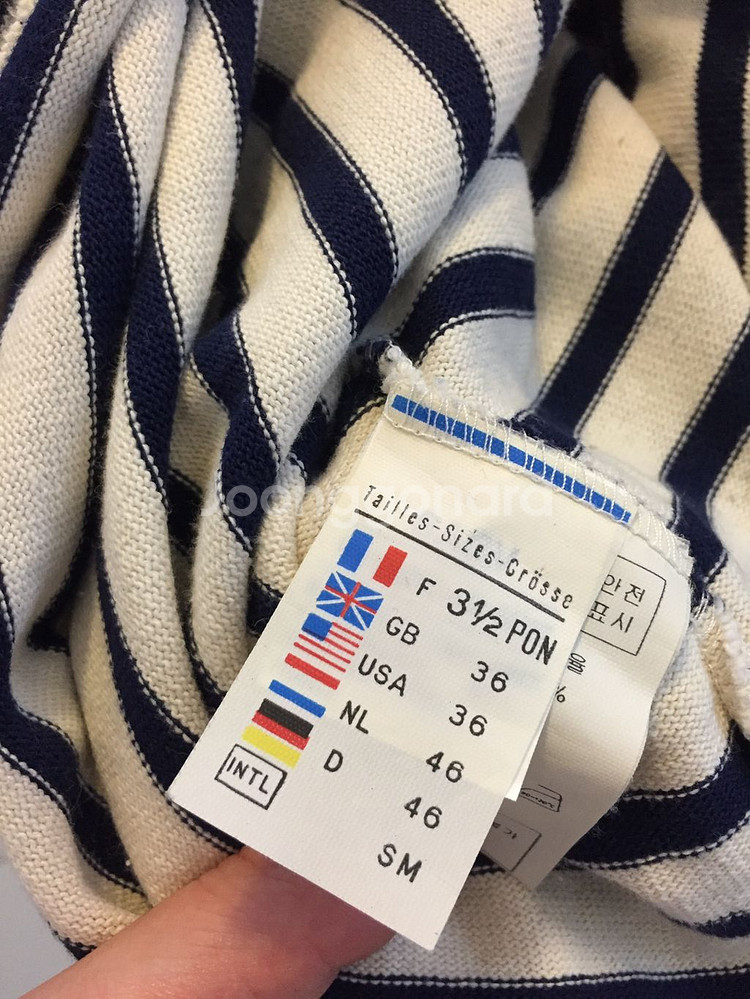 joonggonara
Tailles-Sizes-Grösse
F 3½ PON
GB 36
USA 36
NL 46
D 46
INTL SM
안전
표시
%